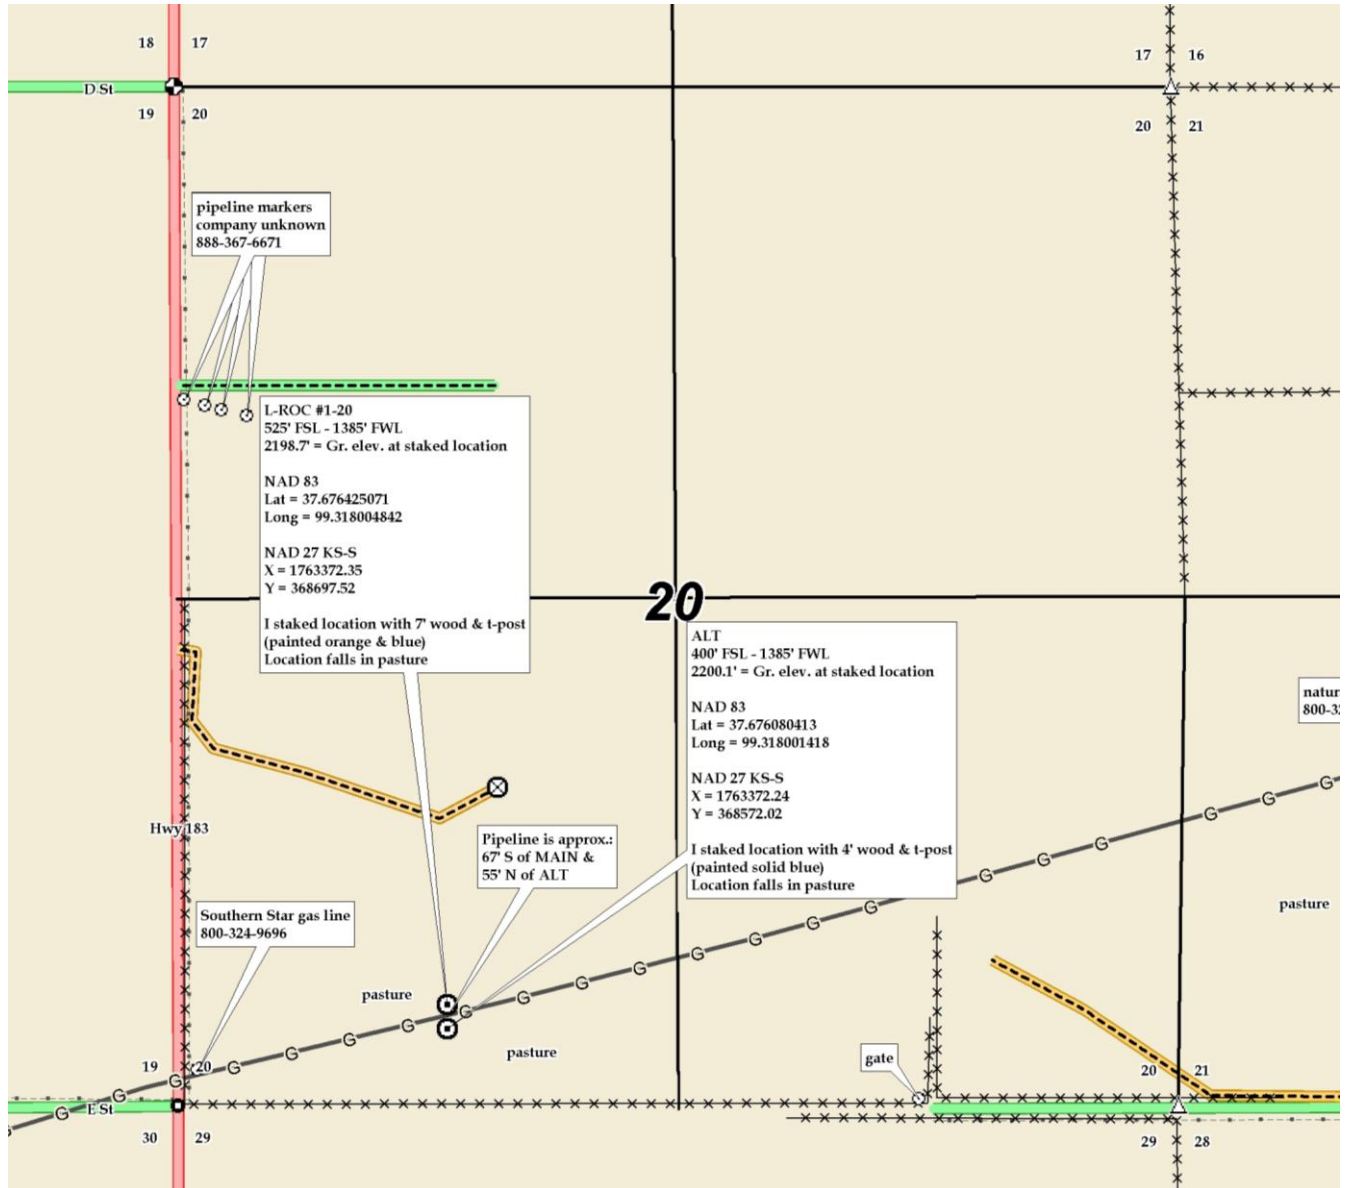 18 17
17 16
D St
19 20
20 21
pipeline markers
company unknown
888-367-6671
L-ROC #1-20
525' FSL - 1385' FWL
2198.7' = Gr. elev. at staked location
NAD 83
Lat = 37.676425071
Long = 99.318004842
NAD 27 KS-S
X = 1763372.35
Y = 368697.52
I staked location with 7' wood & t-post
(painted orange & blue)
Location falls in pasture
20
ALT
400' FSL - 1385' FWL
2200.1' = Gr. elev. at staked location
NAD 83
Lat = 37.676080413
Long = 99.318001418
NAD 27 KS-S
X = 1763372.24
Y = 368572.02
I staked location with 4' wood & t-post
(painted solid blue)
Location falls in pasture
natur
800-3
Hwy 183
Pipeline is approx.:
67' S of MAIN &
55' N of ALT
Southern Star gas line
800-324-9696
pasture
pasture
pasture
gate
G G G G G G G G G G G G G G G G G G G G G G
19 20
20 21
E St
30 29
29 28